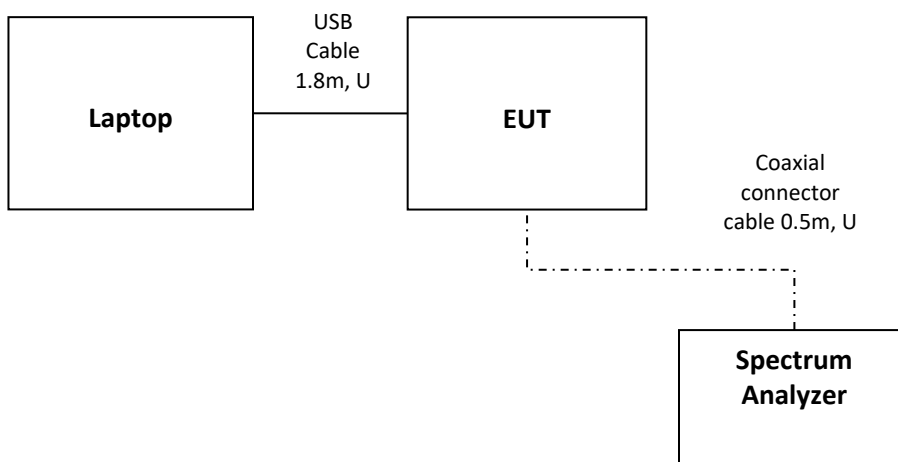 USB
Cable
1.8m, U
Laptop
EUT
Coaxial
connector
cable 0.5m, U
Spectrum
Analyzer